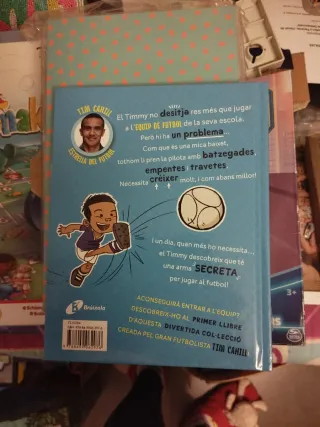 TIM CAHILL
ESTRELLA DEL FUTBOL
El Timmy no desitja res més que jugar
a L'EQUIP DE FUTBOL de la seva escola.
Però hi ha un problema...
Com que és una mica baixet,
tothom li pren la pilota amb batzegades
empentes i travetes
Necessita créixer molt, i com abans millor!
I un dia, quan més ho necessita...
el Timmy descobreix que té
una arma SECRETA
per jugar al futbol!
ACONSEGUIRÀ ENTRAR A L'EQUIP?
DESCOBREIX-HO AL PRIMER LLIBRE
D'AQUESTA DIVERTIDA COL·LECCIÓ
CREADA PEL GRAN FUTBOLISTA TIM CAHILL
Brúixola
3+